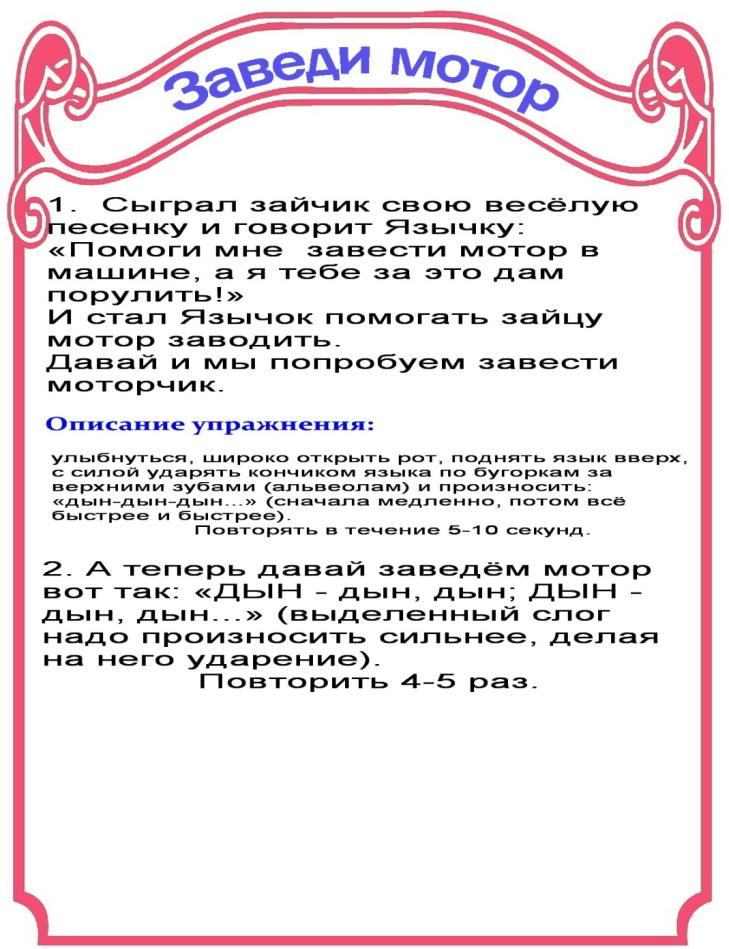 Заведи мотор
1. Сыграл зайчик свою весёлую
песенку и говорит Язычку:
«Помоги мне завести мотор в
машине, а я тебе за это дам
порулить!»
И стал Язычок помогать зайцу
мотор заводить.
Давай и мы попробуем завести
моторчик.
Описание упражнения:
улыбнуться, широко открыть рот, поднять язык вверх,
с силой ударять кончиком языка по бугоркам за
верхними зубами (альвеолам) и произносить:
«дын-дын-дын...» (сначала медленно, потом всё
быстрее и быстрее).
Повторять в течение 5-10 секунд.
2. А теперь давай заведём мотор
вот так: «ДЫН - дын, дын; ДЫН -
дын, дын...» (выделенный слог
надо произносить сильнее, делая
на него ударение).
Повторить 4-5 раз.